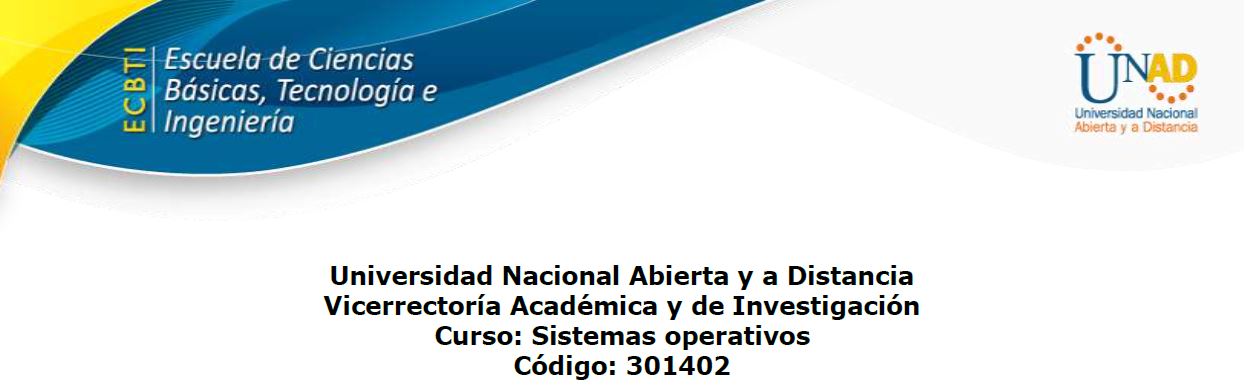 ECBTI
Escuela de Ciencias
Básicas, Tecnología e
Ingeniería
UNAD
Universidad Nacional
Abierta y a Distancia
Universidad Nacional Abierta y a Distancia
Vicerrectoría Académica y de Investigación
Curso: Sistemas operativos
Código: 301402